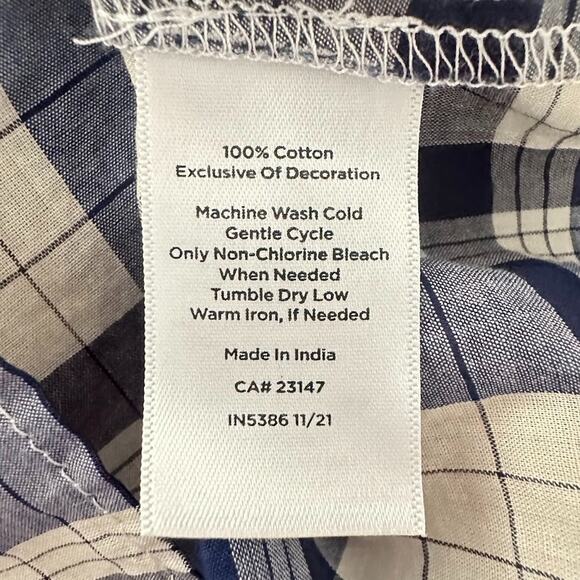 100% Cotton
Exclusive Of Decoration
Machine Wash Cold
Gentle Cycle
Only Non-Chlorine Bleach
When Needed
Tumble Dry Low
Warm Iron, if Needed
Made In India
CA# 23147
IN5386 11/21